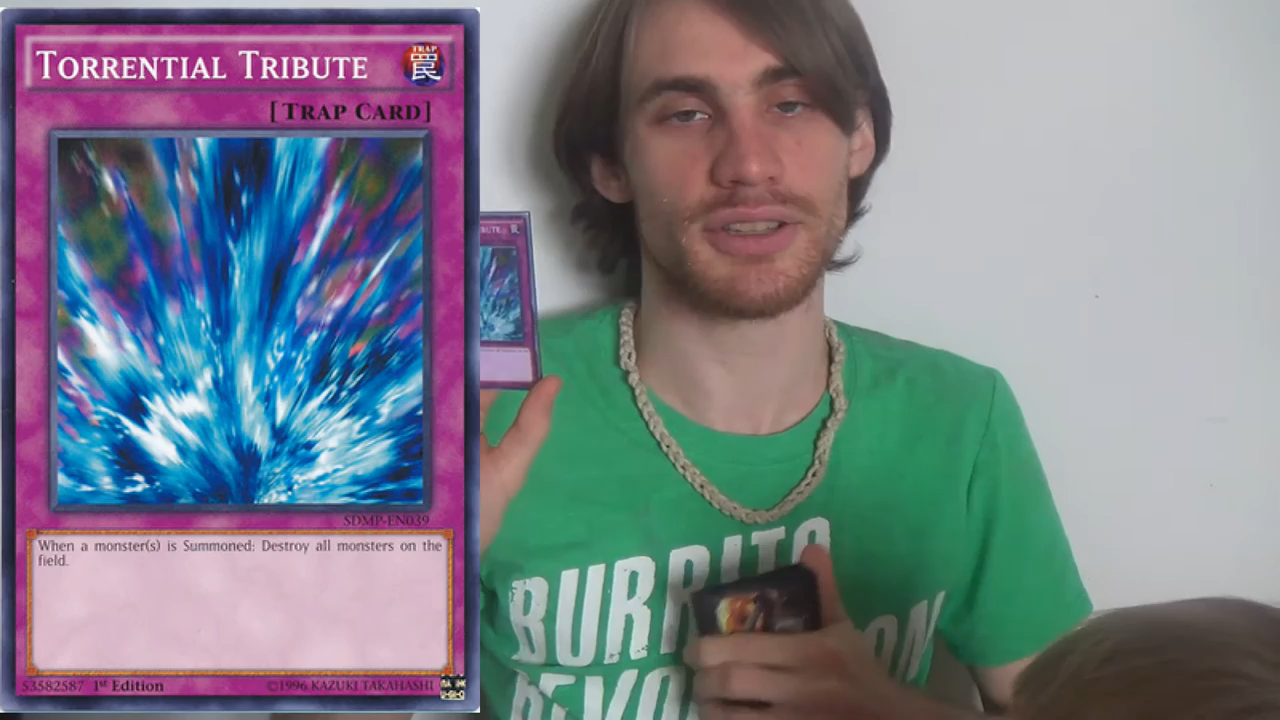 TORRENTIAL TRIBUTE
TRAP
罠
[TRAP CARD]
SDMP-EN039
When a monster(s) is Summoned: Destroy all monsters on the
field.
53582587 1st Edition ©1996 KAZUKI TAKAHASHI
BURRITO